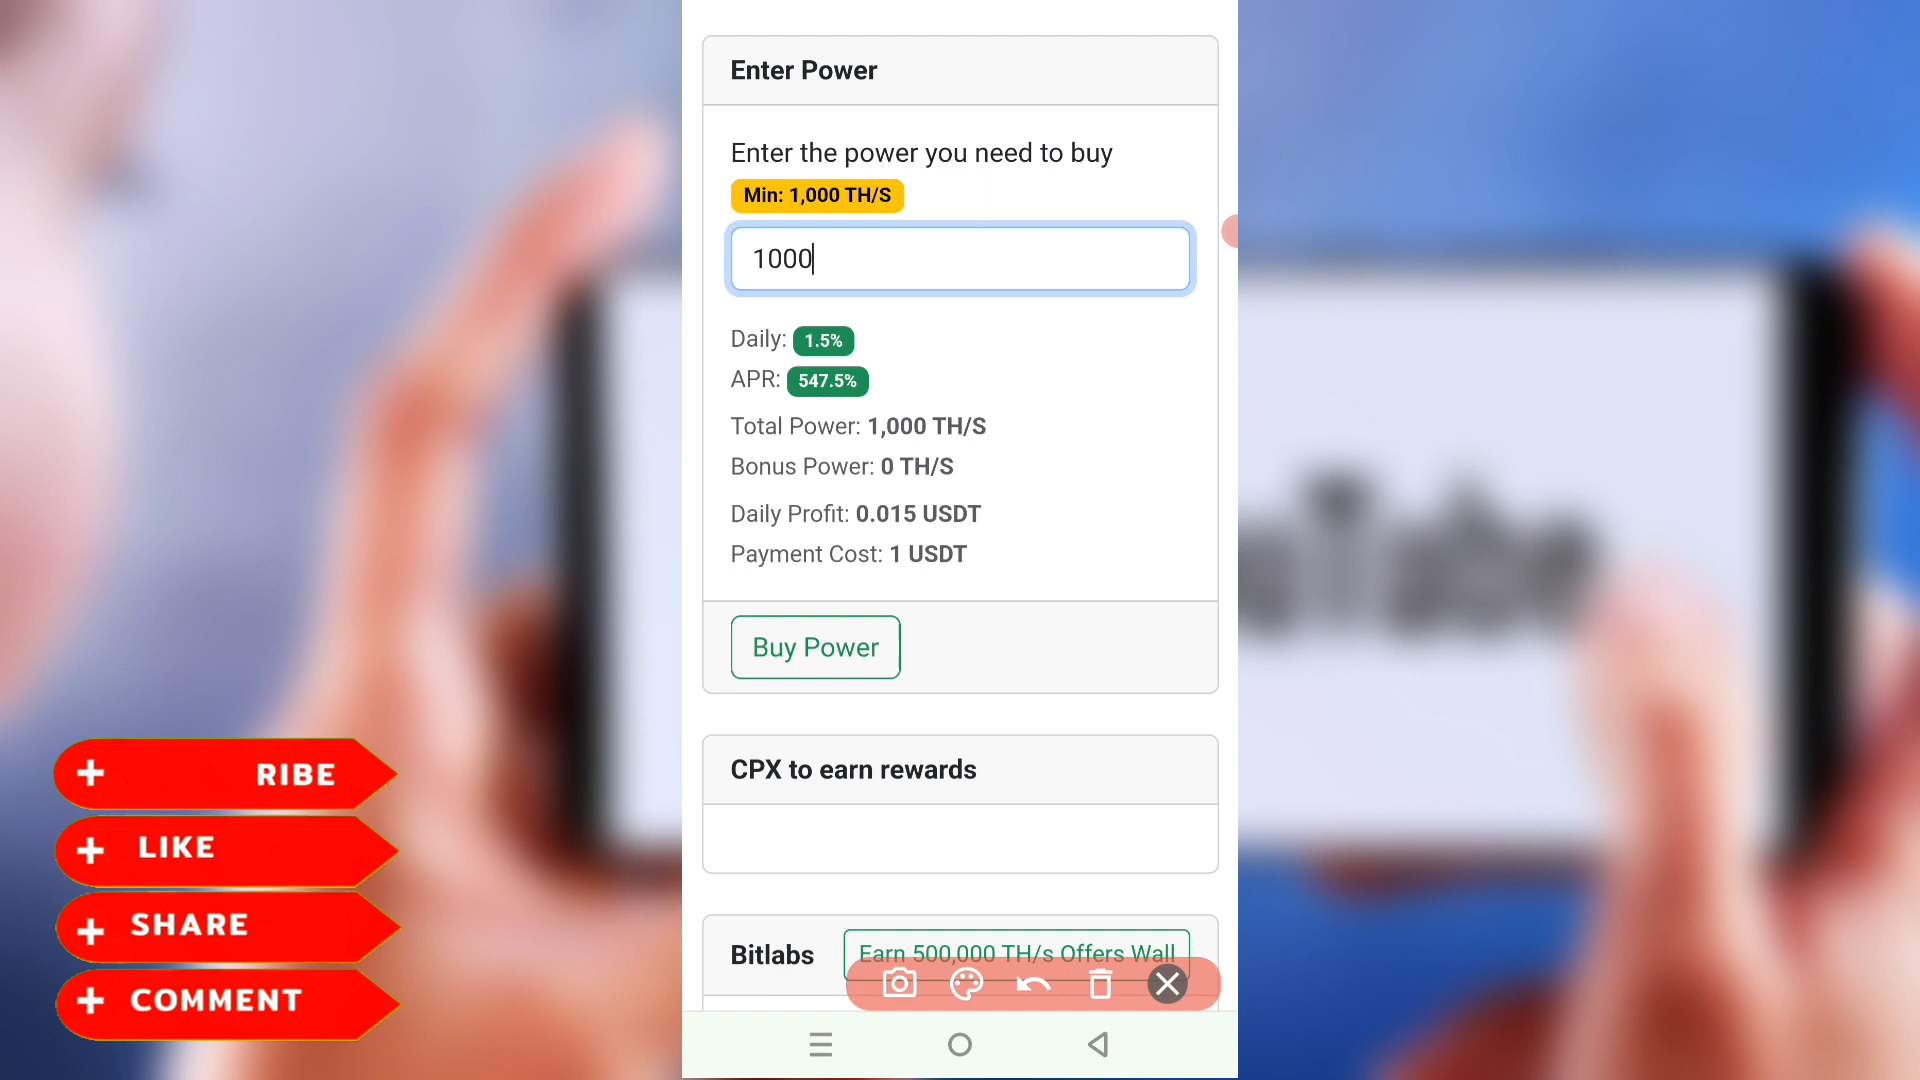 Enter Power
Enter the power you need to buy
Min: 1,000 TH/S
1000
Daily: 1.5%
APR: 547.5%
Total Power: 1,000 TH/S
Bonus Power: 0 TH/S
Daily Profit: 0.015 USDT
Payment Cost: 1 USDT
Buy Power
CPX to earn rewards
Bitlabs
Earn 500,000 TH/s Offers Wall
RIBE
LIKE
SHARE
COMMENT